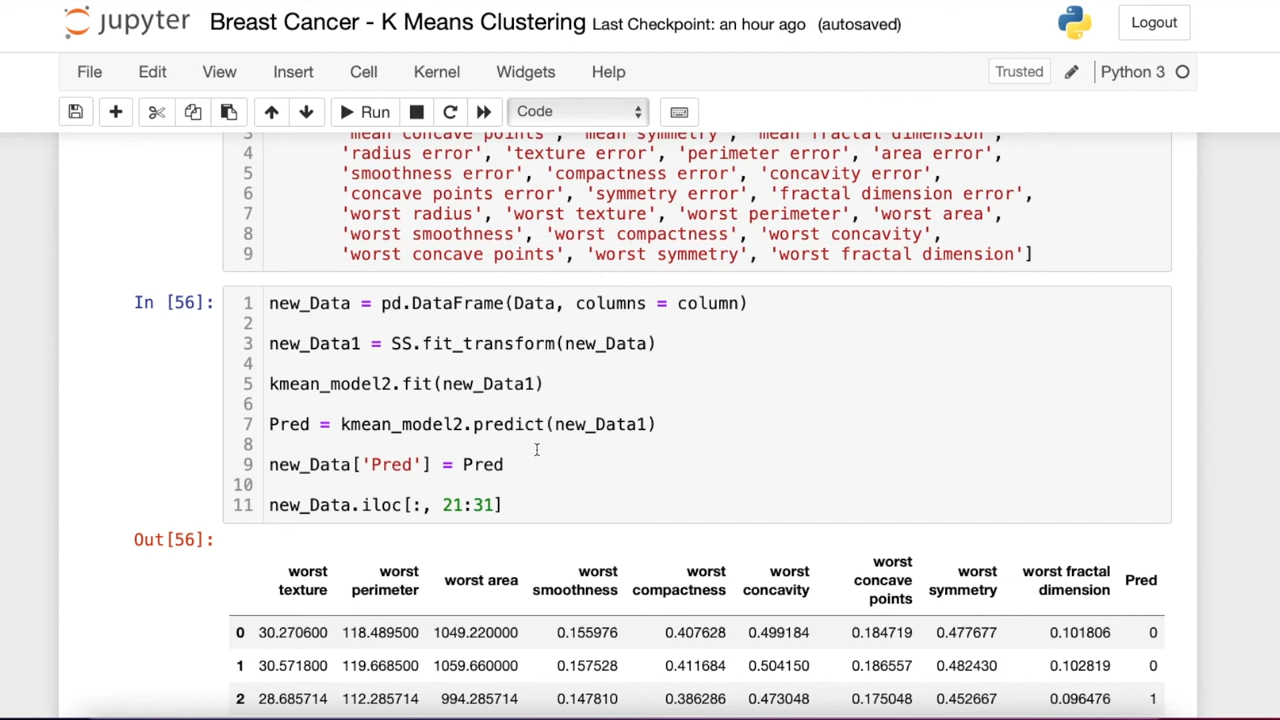 jupyter Breast Cancer - K Means Clustering Last Checkpoint: an hour ago (autosaved) Logout
File Edit View Insert Cell Kernel Widgets Help Trusted Python 3
Run Code
3 'mean concave points', 'mean symmetry', 'mean fractal dimension',
4 'radius error', 'texture error', 'perimeter error', 'area error',
5 'smoothness error', 'compactness error', 'concavity error',
6 'concave points error', 'symmetry error', 'fractal dimension error',
7 'worst radius', 'worst texture', 'worst perimeter', 'worst area',
8 'worst smoothness', 'worst compactness', 'worst concavity',
9 'worst concave points', 'worst symmetry', 'worst fractal dimension']
In [56]: 1 new_Data = pd.DataFrame(Data, columns = column)
2
3 new_Data1 = SS.fit_transform(new_Data)
4
5 kmean_model2.fit(new_Data1)
6
7 Pred = kmean_model2.predict(new_Data1)
8
9 new_Data['Pred'] = Pred
10
11 new_Data.iloc[:, 21:31]
Out[56]:
worst texture worst perimeter worst area worst smoothness worst compactness worst concavity worst concave points worst symmetry worst fractal dimension Pred
0 30.270600 118.489500 1049.220000 0.155976 0.407628 0.499184 0.184719 0.477677 0.101806 0
1 30.571800 119.668500 1059.660000 0.157528 0.411684 0.504150 0.186557 0.482430 0.102819 0
2 28.685714 112.285714 994.285714 0.147810 0.386286 0.473048 0.175048 0.452667 0.096476 1